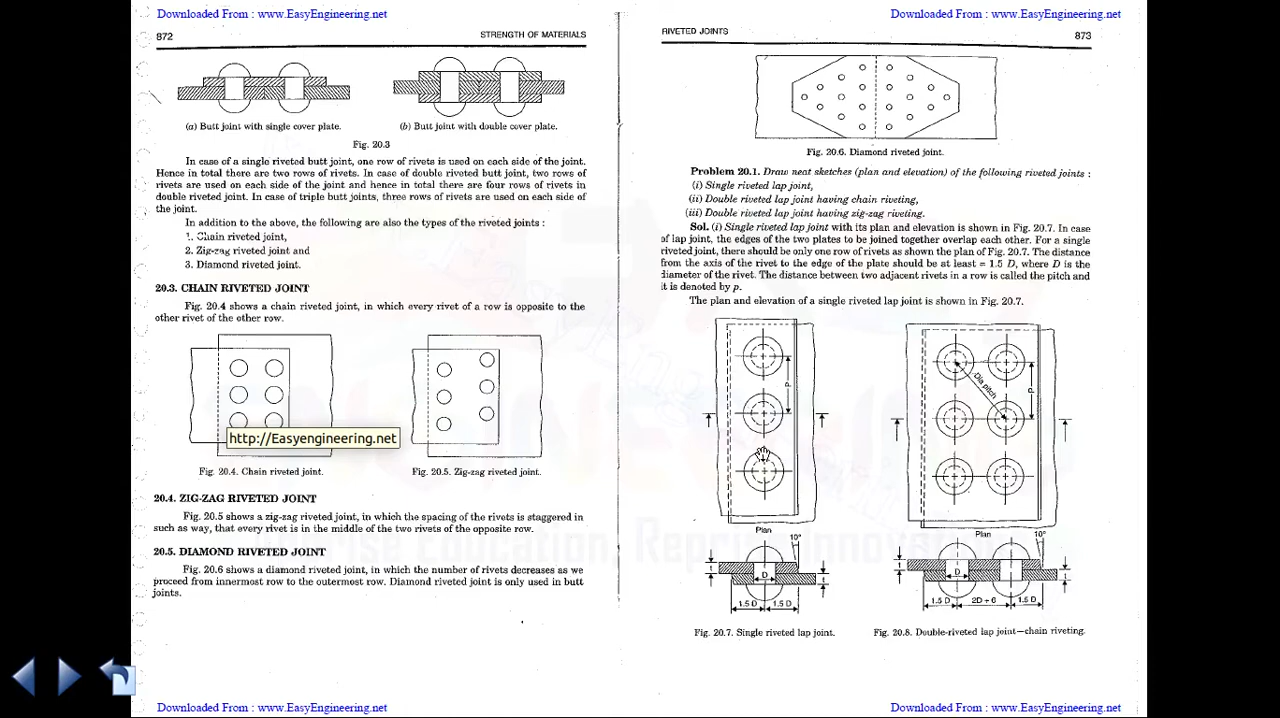 Downloaded From : www.EasyEngineering.net
872
STRENGTH OF MATERIALS
(a) Butt joint with single cover plate.
(b) Butt joint with double cover plate.
Fig. 20.3
In case of a single riveted butt joint, one row of rivets is used on each side of the joint.
Hence in total there are two rows of rivets. In case of double riveted butt joint, two rows of
rivets are used on each side of the joint and hence in total there are four rows of rivets in
double riveted joint. In case of triple butt joints, three rows of rivets are used on each side of
the joint.
In addition to the above, the following are also the types of the riveted joints :
1. Chain riveted joint,
2. Zig-zag riveted joint and
3. Diamond riveted joint.
20.3. CHAIN RIVETED JOINT
Fig. 20.4 shows a chain riveted joint, in which every rivet of a row is opposite to the
other rivet of the other row.
http://Easyengineering.net
Fig. 20.4. Chain riveted joint.
Fig. 20.5. Zig-zag riveted joint.
20.4. ZIG-ZAG RIVETED JOINT
Fig. 20.5 shows a zig-zag riveted joint, in which the spacing of the rivets is staggered in
such as way, that every rivet is in the middle of the two rivets of the opposite row.
20.5. DIAMOND RIVETED JOINT
Fig. 20.6 shows a diamond riveted joint, in which the number of rivets decreases as we
proceed from innermost row to the outermost row. Diamond riveted joint is only used in butt
joints.
Downloaded From : www.EasyEngineering.net
Downloaded From : www.EasyEngineering.net
RIVETED JOINTS
873
Fig. 20.6. Diamond riveted joint.
Problem 20.1. Draw neat sketches (plan and elevation) of the following riveted joints :
(i) Single riveted lap joint,
(ii) Double riveted lap joint having chain riveting,
(iii) Double riveted lap joint having zig-zag riveting.
Sol. (i) Single riveted lap joint with its plan and elevation is shown in Fig. 20.7. In case
of lap joint, the edges of the two plates to be joined together overlap each other. For a single
riveted joint, there should be only one row of rivets as shown the plan of Fig. 20.7. The distance
from the axis of the rivet to the edge of the plate should be at least = 1.5 D, where D is the
diameter of the rivet. The distance between two adjacent rivets in a row is called the pitch and
it is denoted by p.
The plan and elevation of a single riveted lap joint is shown in Fig. 20.7.
P
Plan
10°
t
D
t
1.5 D
1.5 D
Fig. 20.7. Single riveted lap joint.
Dia pitch
P
Plan
10°
t
D
t
1.5 D
2D + 6
1.5 D
Fig. 20.8. Double-riveted lap joint—chain riveting.
Downloaded From : www.EasyEngineering.net